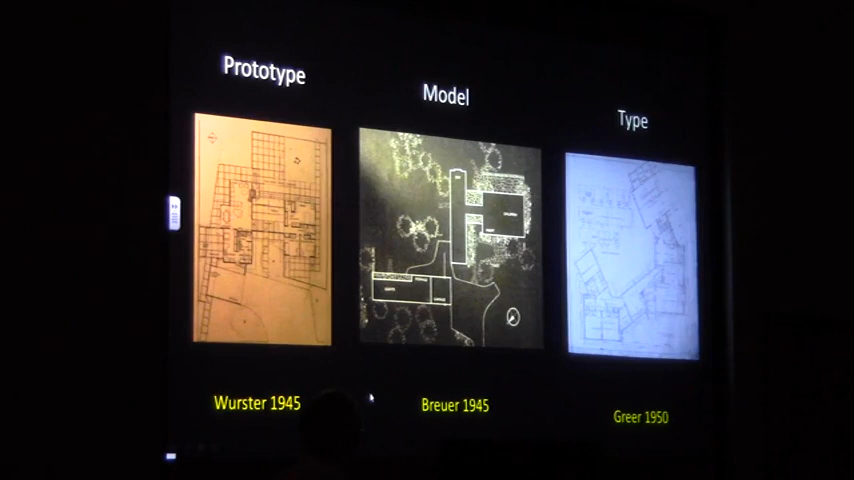 Prototype
Model
Type
Wurster 1945
Breuer 1945
Greer 1950